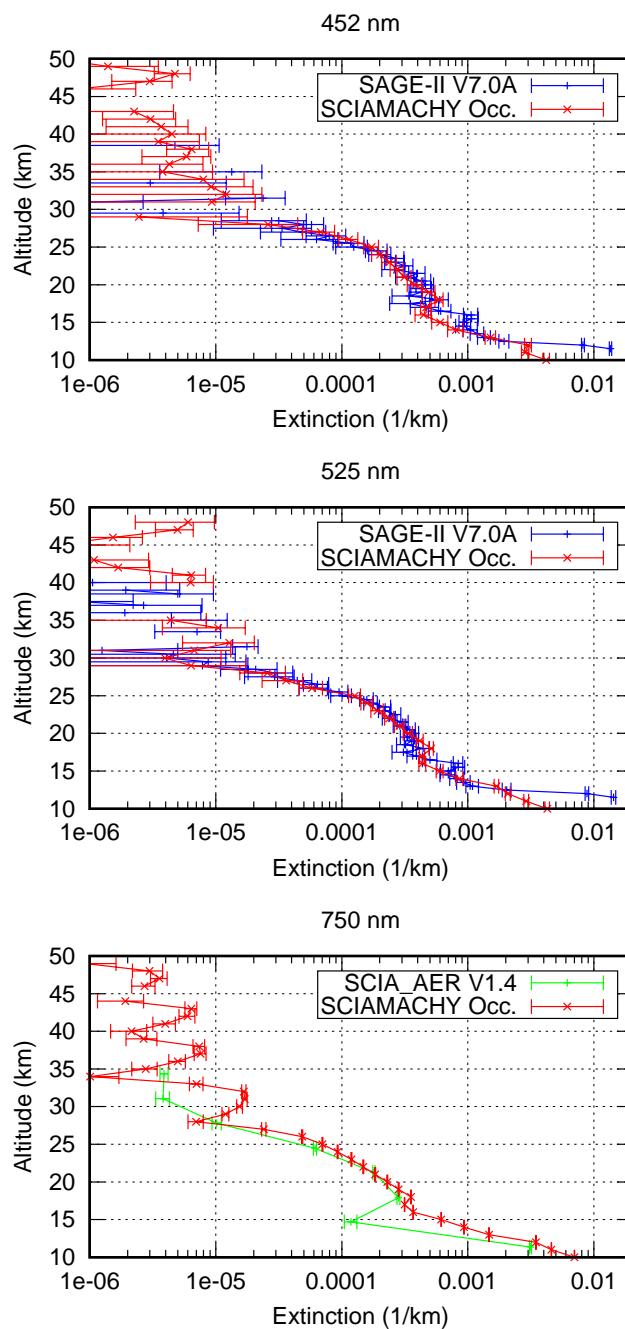 452 nm
50
45
40
35
30
25
20
15
10
Altitude (km)
SAGE-II V7.0A
SCIAMACHY Occ.
1e-06 1e-05 0.0001 0.001 0.01
Extinction (1/km)
525 nm
50
45
40
35
30
25
20
15
10
Altitude (km)
SAGE-II V7.0A
SCIAMACHY Occ.
1e-06 1e-05 0.0001 0.001 0.01
Extinction (1/km)
750 nm
50
45
40
35
30
25
20
15
10
Altitude (km)
SCIA_AER V1.4
SCIAMACHY Occ.
1e-06 1e-05 0.0001 0.001 0.01
Extinction (1/km)